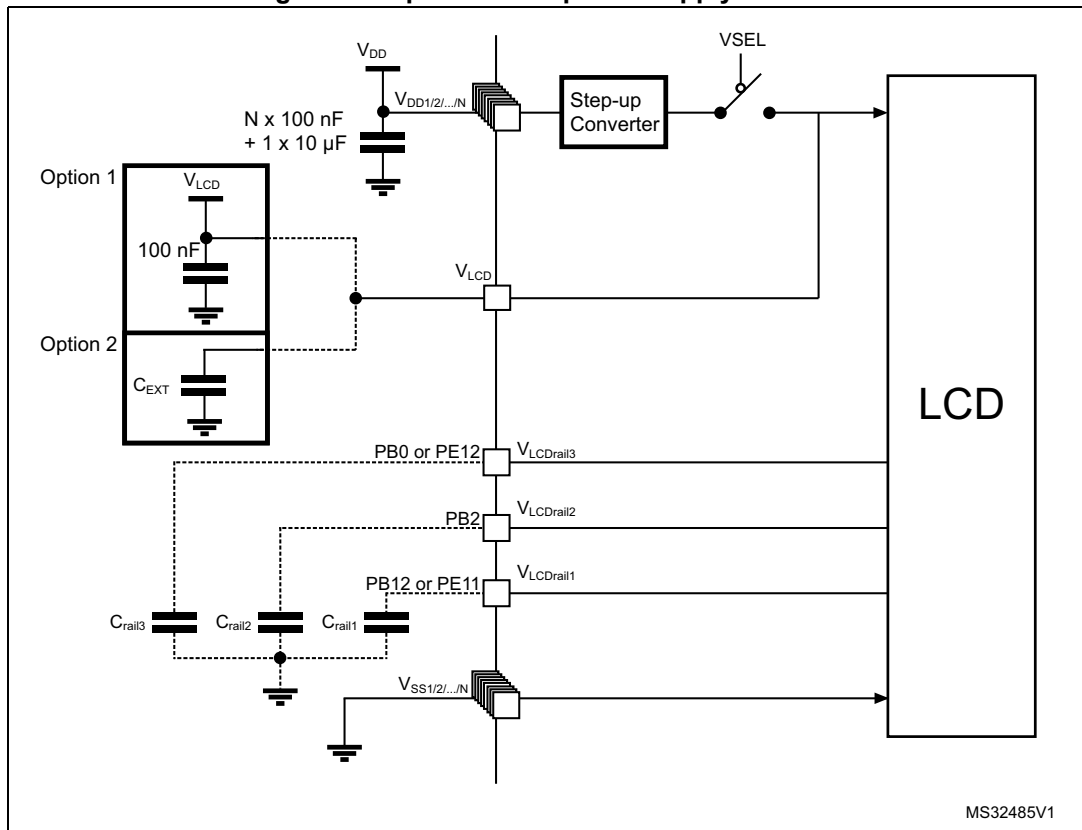 VDD
VSEL
VDD1/2/.../N
Step-up
Converter
N x 100 nF
+ 1 x 10 µF
Option 1
VLCD
100 nF
VLCD
Option 2
CEXT
LCD
PB0 or PE12
VLCDrail3
PB2
VLCDrail2
PB12 or PE11
VLCDrail1
Crail3
Crail2
Crail1
VSS1/2/.../N
MS32485V1